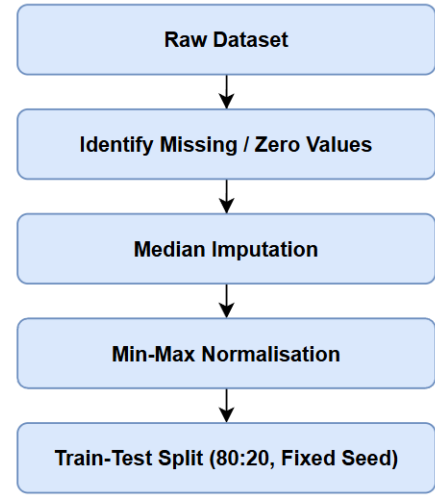 Raw Dataset
Identify Missing / Zero Values
Median Imputation
Min-Max Normalisation
Train-Test Split (80:20, Fixed Seed)